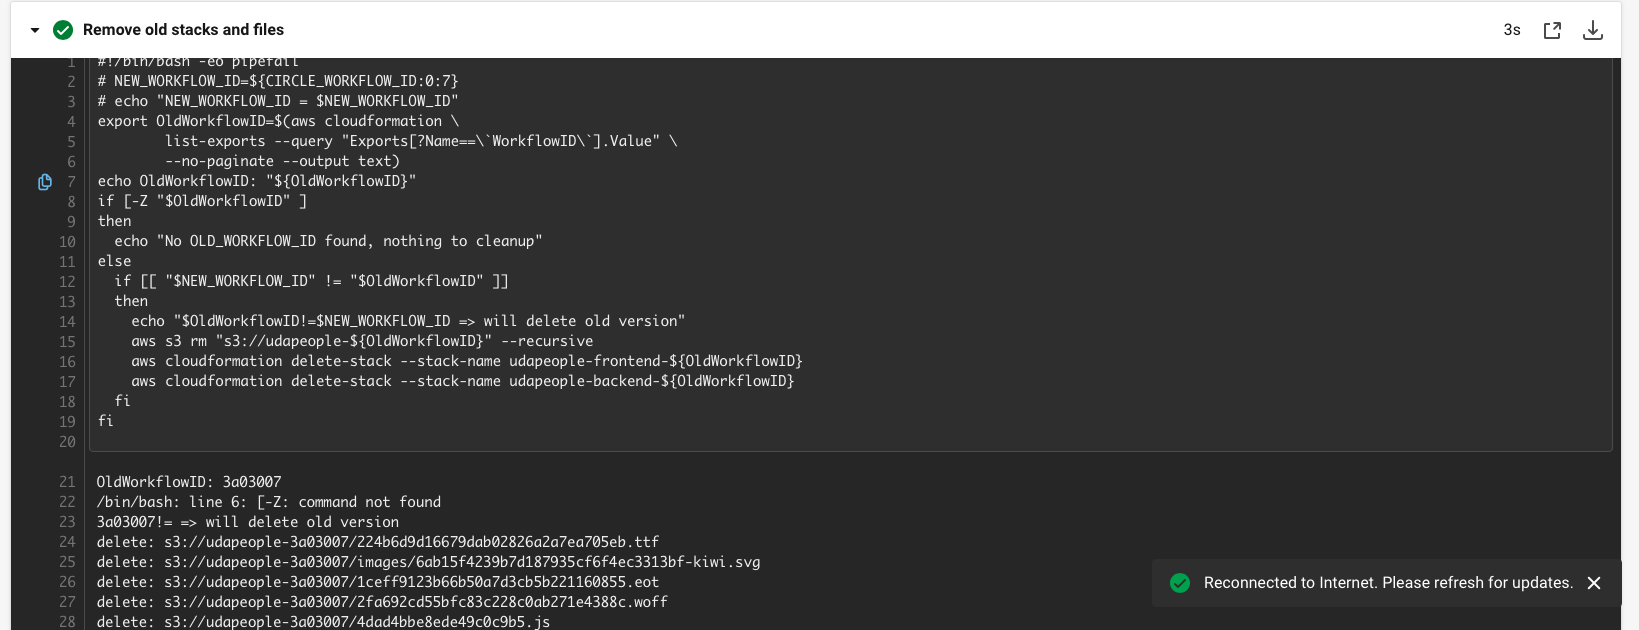 Remove old stacks and files
3s
1 #!/bin/bash -eo pipefail
2 # NEW_WORKFLOW_ID=${CIRCLE_WORKFLOW_ID:0:7}
3 # echo "NEW_WORKFLOW_ID = $NEW_WORKFLOW_ID"
4 export OldWorkflowID=$(aws cloudformation \
5         list-exports --query "Exports[?Name==\`WorkflowID\`].Value" \
6         --no-paginate --output text)
7 echo OldWorkflowID: "${OldWorkflowID}"
8 if [-Z "$OldWorkflowID" ]
9 then
10   echo "No OLD_WORKFLOW_ID found, nothing to cleanup"
11 else
12   if [[ "$NEW_WORKFLOW_ID" != "$OldWorkflowID" ]]
13   then
14     echo "$OldWorkflowID!=$NEW_WORKFLOW_ID => will delete old version"
15     aws s3 rm "s3://udapeople-${OldWorkflowID}" --recursive
16     aws cloudformation delete-stack --stack-name udapeople-frontend-${OldWorkflowID}
17     aws cloudformation delete-stack --stack-name udapeople-backend-${OldWorkflowID}
18   fi
19 fi
20
21 OldWorkflowID: 3a03007
22 /bin/bash: line 6: [-Z: command not found
23 3a03007!= => will delete old version
24 delete: s3://udapeople-3a03007/224b6d9d16679dab02826a2a7ea705eb.ttf
25 delete: s3://udapeople-3a03007/images/6ab15f4239b7d187935cf6f4ec3313bf-kiwi.svg
26 delete: s3://udapeople-3a03007/1ceff9123b66b50a7d3cb5b221160855.eot
27 delete: s3://udapeople-3a03007/2fa692cd55bfc83c228c0ab271e4388c.woff
28 delete: s3://udapeople-3a03007/4dad4bbe8ede49c0c9b5.js
Reconnected to Internet. Please refresh for updates.